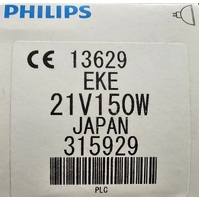 PHILIPS
CE 13629
EKE
21V150W
JAPAN
315929
PLC